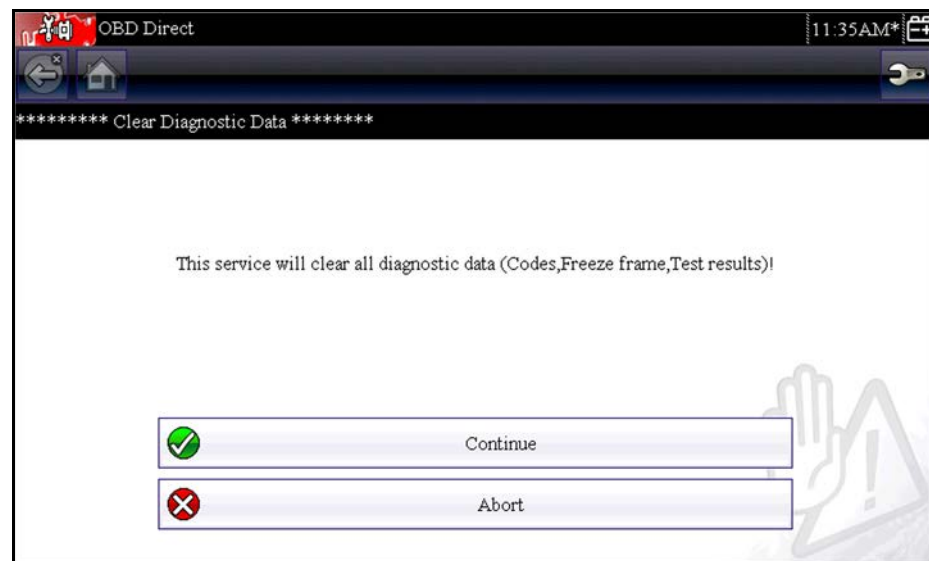 OBD Direct
11:35AM*
********* Clear Diagnostic Data ********
This service will clear all diagnostic data (Codes,Freeze frame,Test results)!
Continue
Abort